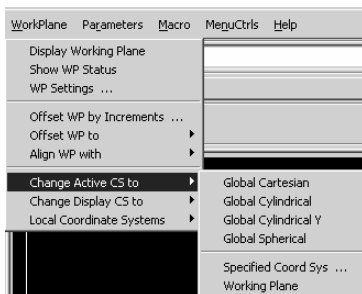 WorkPlane Parameters Macro MenuCtrls Help
Display Working Plane
Show WP Status
WP Settings ...
Offset WP by Increments ...
Offset WP to
Align WP with
Change Active CS to
Change Display CS to
Local Coordinate Systems
Global Cartesian
Global Cylindrical
Global Cylindrical Y
Global Spherical
Specified Coord Sys ...
Working Plane